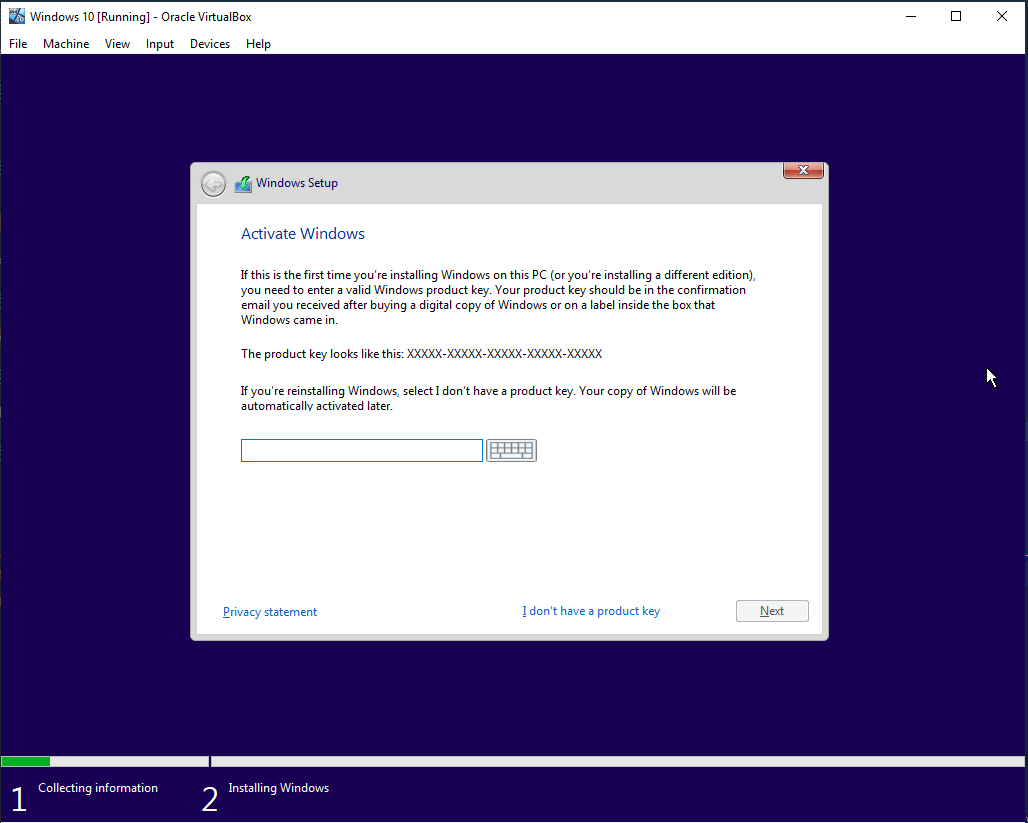 Windows 10 [Running] - Oracle VirtualBox
File Machine View Input Devices Help
Windows Setup
Activate Windows
If this is the first time you're installing Windows on this PC (or you're installing a different edition),
you need to enter a valid Windows product key. Your product key should be in the confirmation
email you received after buying a digital copy of Windows or on a label inside the box that
Windows came in.
The product key looks like this: XXXXX-XXXXX-XXXXX-XXXXX-XXXXX
If you're reinstalling Windows, select I don't have a product key. Your copy of Windows will be
automatically activated later.
Privacy statement
I don't have a product key
Next
1 Collecting information
2 Installing Windows